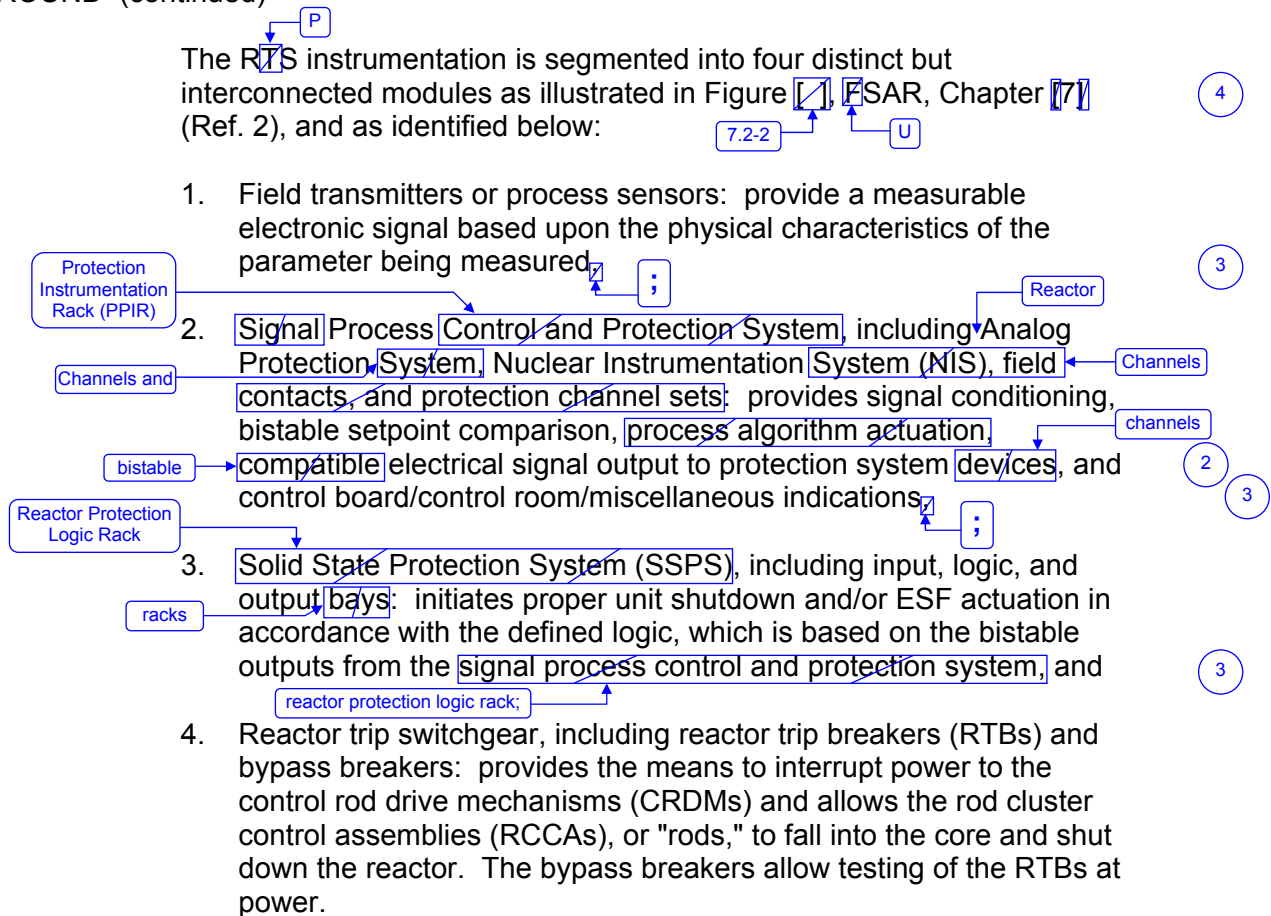 ROUND (continued)
P
The RTS instrumentation is segmented into four distinct but
interconnected modules as illustrated in Figure [ ], FSAR, Chapter [7]
4
(Ref. 2), and as identified below:
7.2-2
U
1. Field transmitters or process sensors: provide a measurable
electronic signal based upon the physical characteristics of the
parameter being measured,
;
3
Protection
Instrumentation
Rack (PPIR)
Reactor
2. Signal Process Control and Protection System, including Analog
Protection System, Nuclear Instrumentation System (NIS), field
Channels and
Channels
contacts, and protection channel sets: provides signal conditioning,
bistable setpoint comparison, process algorithm actuation,
channels
bistable
compatible electrical signal output to protection system devices, and
2
control board/control room/miscellaneous indications,
;
3
Reactor Protection
Logic Rack
3. Solid State Protection System (SSPS), including input, logic, and
output bays: initiates proper unit shutdown and/or ESF actuation in
racks
accordance with the defined logic, which is based on the bistable
outputs from the signal process control and protection system, and
3
reactor protection logic rack;
4. Reactor trip switchgear, including reactor trip breakers (RTBs) and
bypass breakers: provides the means to interrupt power to the
control rod drive mechanisms (CRDMs) and allows the rod cluster
control assemblies (RCCAs), or "rods," to fall into the core and shut
down the reactor. The bypass breakers allow testing of the RTBs at
power.